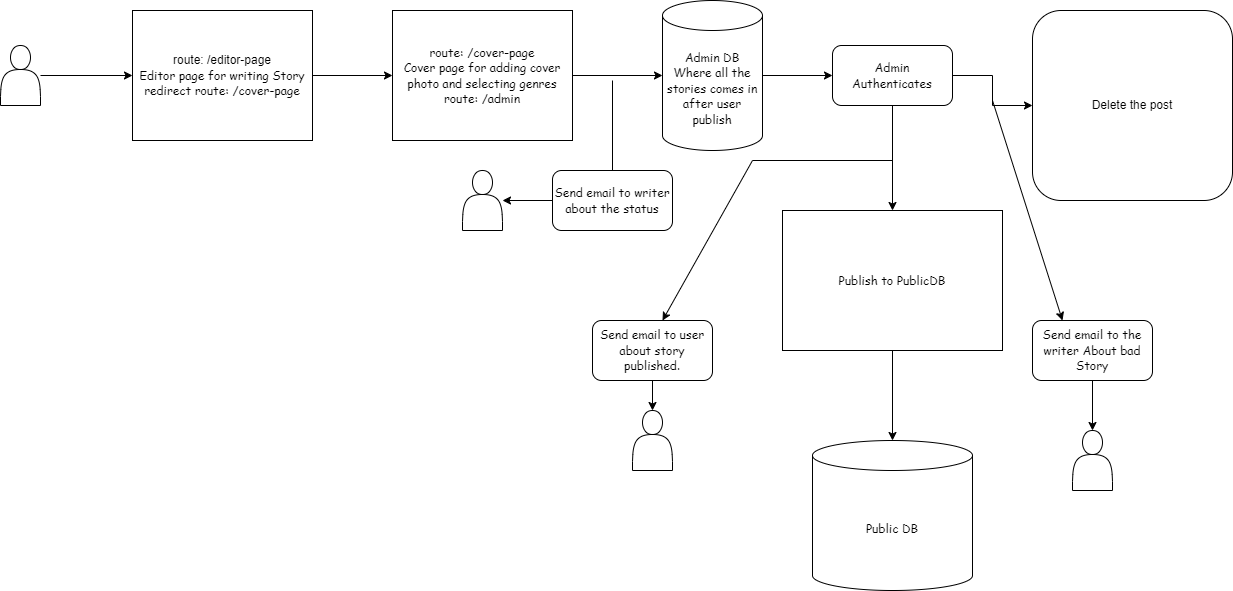 route: /editor-page
Editor page for writing Story
redirect route: /cover-page
route: /cover-page
Cover page for adding cover
photo and selecting genres
route: /admin
Admin DB
Where all the
stories comes in
after user
publish
Admin
Authenticates
Delete the post
Send email to writer
about the status
Publish to PublicDB
Send email to user
about story
published.
Send email to the
writer About bad
Story
Public DB